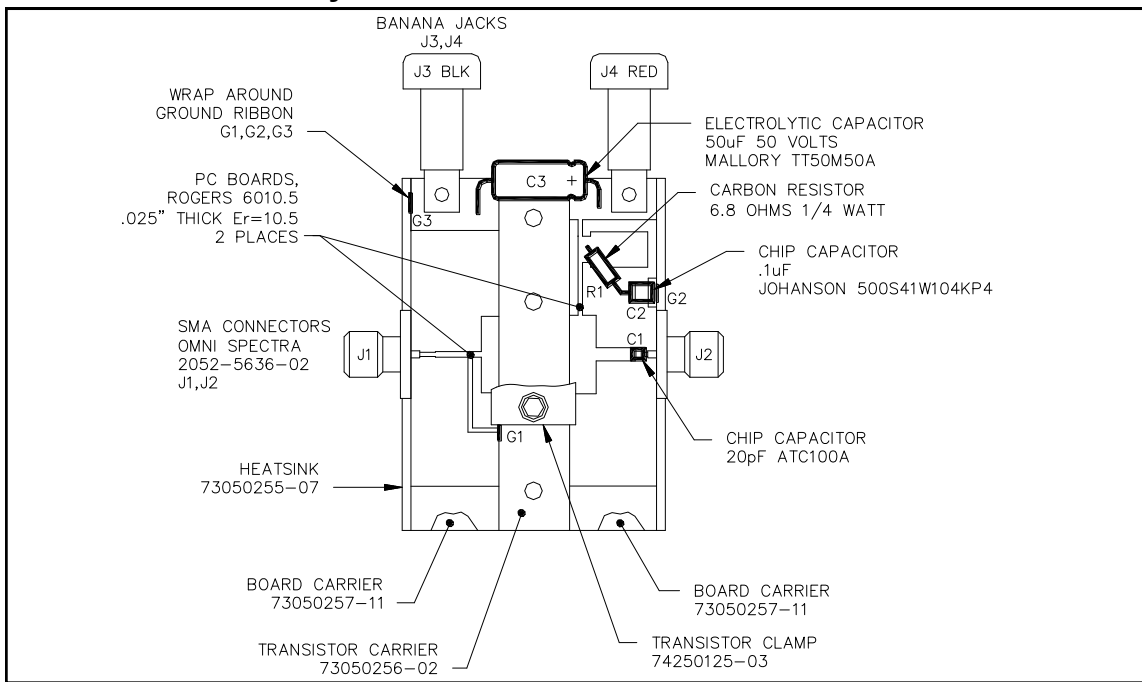 BANANA JACKS
J3,J4
J3 BLK
J4 RED
WRAP AROUND
GROUND RIBBON
G1,G2,G3
ELECTROLYTIC CAPACITOR
50uF 50 VOLTS
MALLORY TT50M50A
C3 +
PC BOARDS,
ROGERS 6010.5
.025" THICK Er=10.5
2 PLACES
G3
CARBON RESISTOR
6.8 OHMS 1/4 WATT
CHIP CAPACITOR
.1uF
JOHANSON 500S41W104KP4
R1
G2
C2
SMA CONNECTORS
OMNI SPECTRA
2052-5636-02
J1,J2
J1
C1
J2
G1
CHIP CAPACITOR
20pF ATC100A
HEATSINK
73050255-07
BOARD CARRIER
73050257-11
BOARD CARRIER
73050257-11
TRANSISTOR CARRIER
73050256-02
TRANSISTOR CLAMP
74250125-03